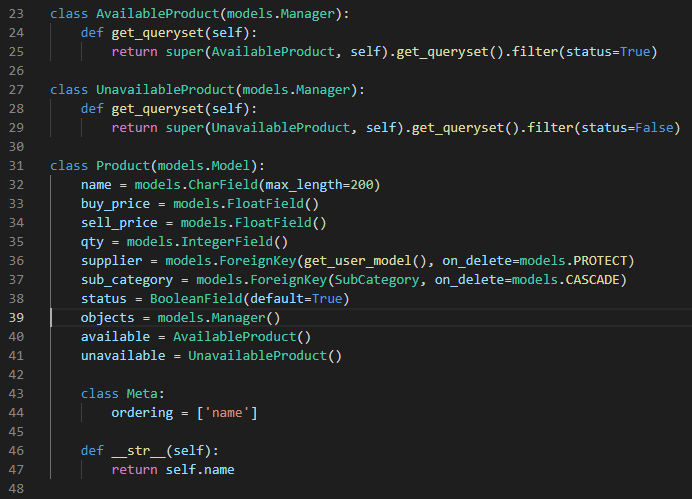 23 class AvailableProduct(models.Manager):
24     def get_queryset(self):
25         return super(AvailableProduct, self).get_queryset().filter(status=True)
26
27 class UnavailableProduct(models.Manager):
28     def get_queryset(self):
29         return super(UnavailableProduct, self).get_queryset().filter(status=False)
30
31 class Product(models.Model):
32     name = models.CharField(max_length=200)
33     buy_price = models.FloatField()
34     sell_price = models.FloatField()
35     qty = models.IntegerField()
36     supplier = models.ForeignKey(get_user_model(), on_delete=models.PROTECT)
37     sub_category = models.ForeignKey(SubCategory, on_delete=models.CASCADE)
38     status = BooleanField(default=True)
39     objects = models.Manager()
40     available = AvailableProduct()
41     unavailable = UnavailableProduct()
42
43     class Meta:
44         ordering = ['name']
45
46     def __str__(self):
47         return self.name
48